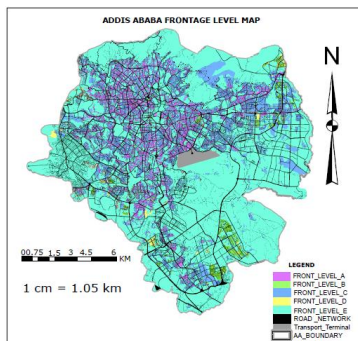 ADDIS ABABA FRONTAGE LEVEL MAP
N
00.75 1.5 3 4.5 6
KM
1 cm = 1.05 km
LEGEND
FRONT_LEVEL_A
FRONT_LEVEL_B
FRONT_LEVEL_C
FRONT_LEVEL_D
FRONT_LEVEL_E
ROAD_NETWORK
Transport_Terminal
AA_BOUNDARY